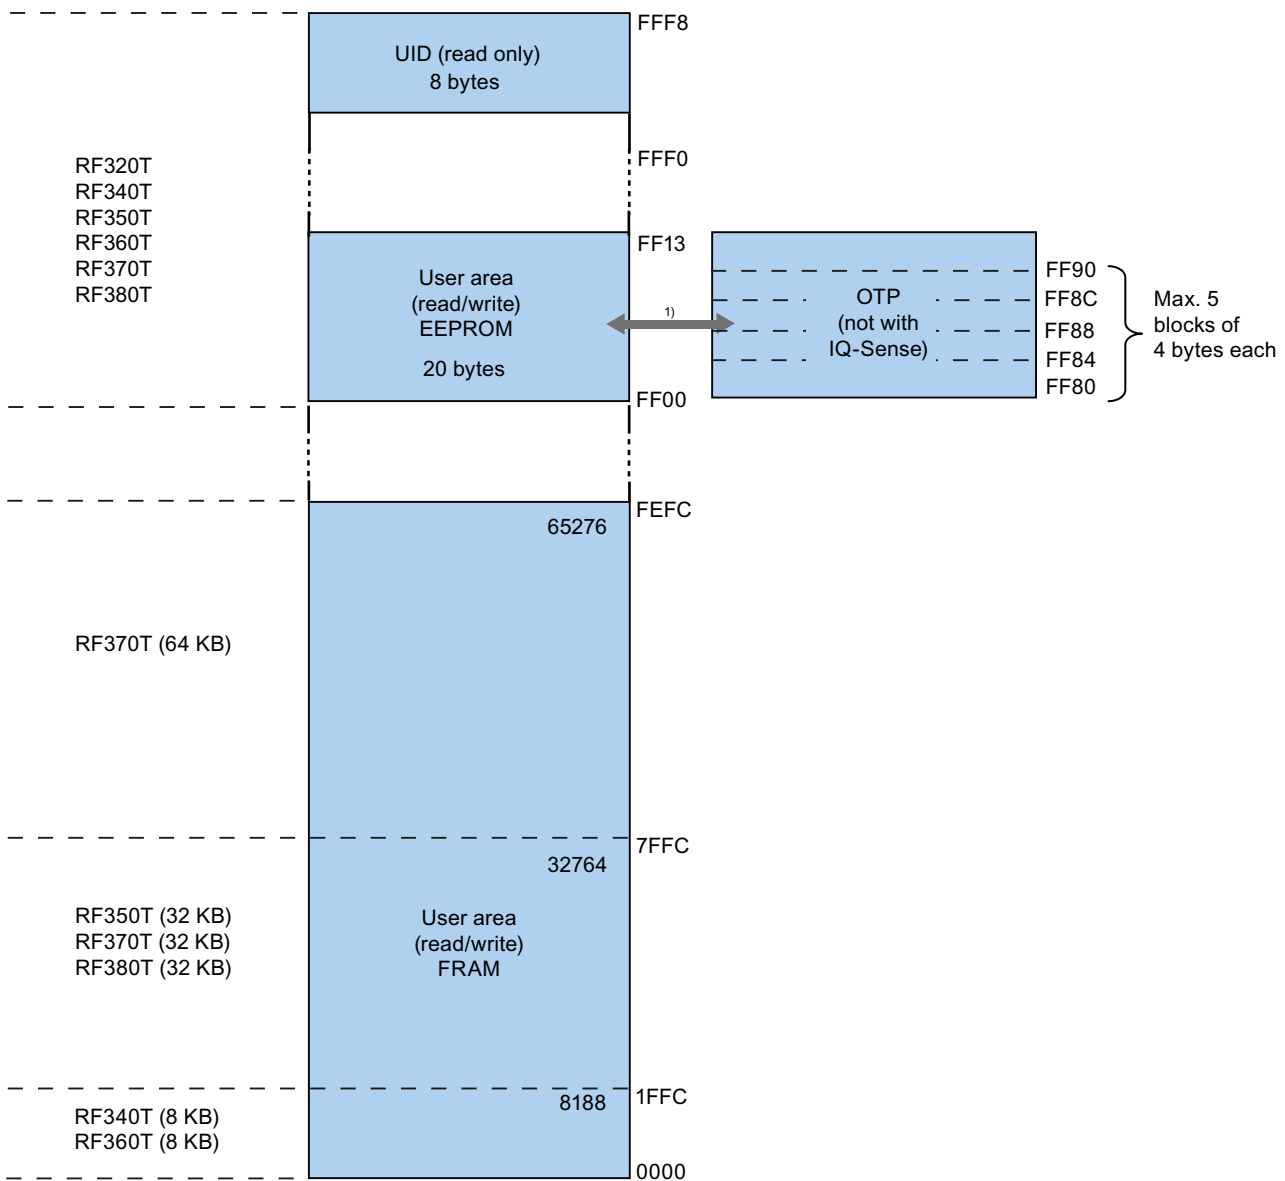 FFF8
UID (read only)
8 bytes
FFF0
RF320T
RF340T
RF350T
RF360T
RF370T
RF380T
FF13
User area
(read/write)
EEPROM
20 bytes
FF00
1)
OTP
(not with
IQ-Sense)
FF90
FF8C
FF88
FF84
FF80
Max. 5
blocks of
4 bytes each
FEFC
65276
RF370T (64 KB)
7FFC
32764
RF350T (32 KB)
RF370T (32 KB)
RF380T (32 KB)
User area
(read/write)
FRAM
1FFC
8188
RF340T (8 KB)
RF360T (8 KB)
0000